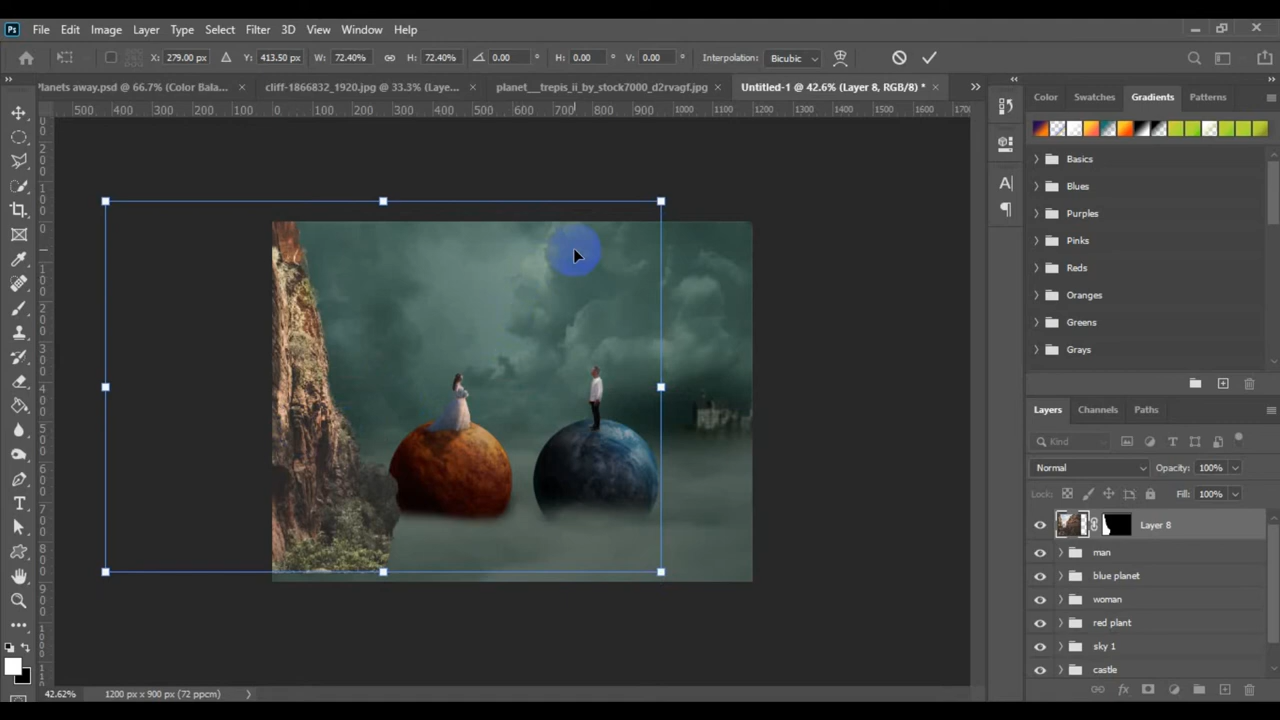 Ps File Edit Image Layer Type Select Filter 3D View Window Help
X: 279.00 px Y: 413.50 px W: 72.40% H: 72.40% 0.00 ° H: 0.00 ° V: 0.00 ° Interpolation: Bicubic
Planets away.psd @ 66.7% (Color Bala... × cliff-1866832_1920.jpg @ 33.3% (Laye... × planet__trepis_ii_by_stock7000_d2rvagf.jpg × Untitled-1 @ 42.6% (Layer 8, RGB/8) * ×
500 400 300 200 100 0 100 200 300 400 500 600 700 800 900 1000 1100 1200 1300 1400 1500 1600 1700
Color Swatches Gradients Patterns
Basics
Blues
Purples
Pinks
Reds
Oranges
Greens
Grays
Layers Channels Paths
Kind
Normal Opacity: 100%
Lock: Fill: 100%
Layer 8
man
blue planet
woman
red plant
sky 1
castle
42.62% 1200 px x 900 px (72 ppcm)